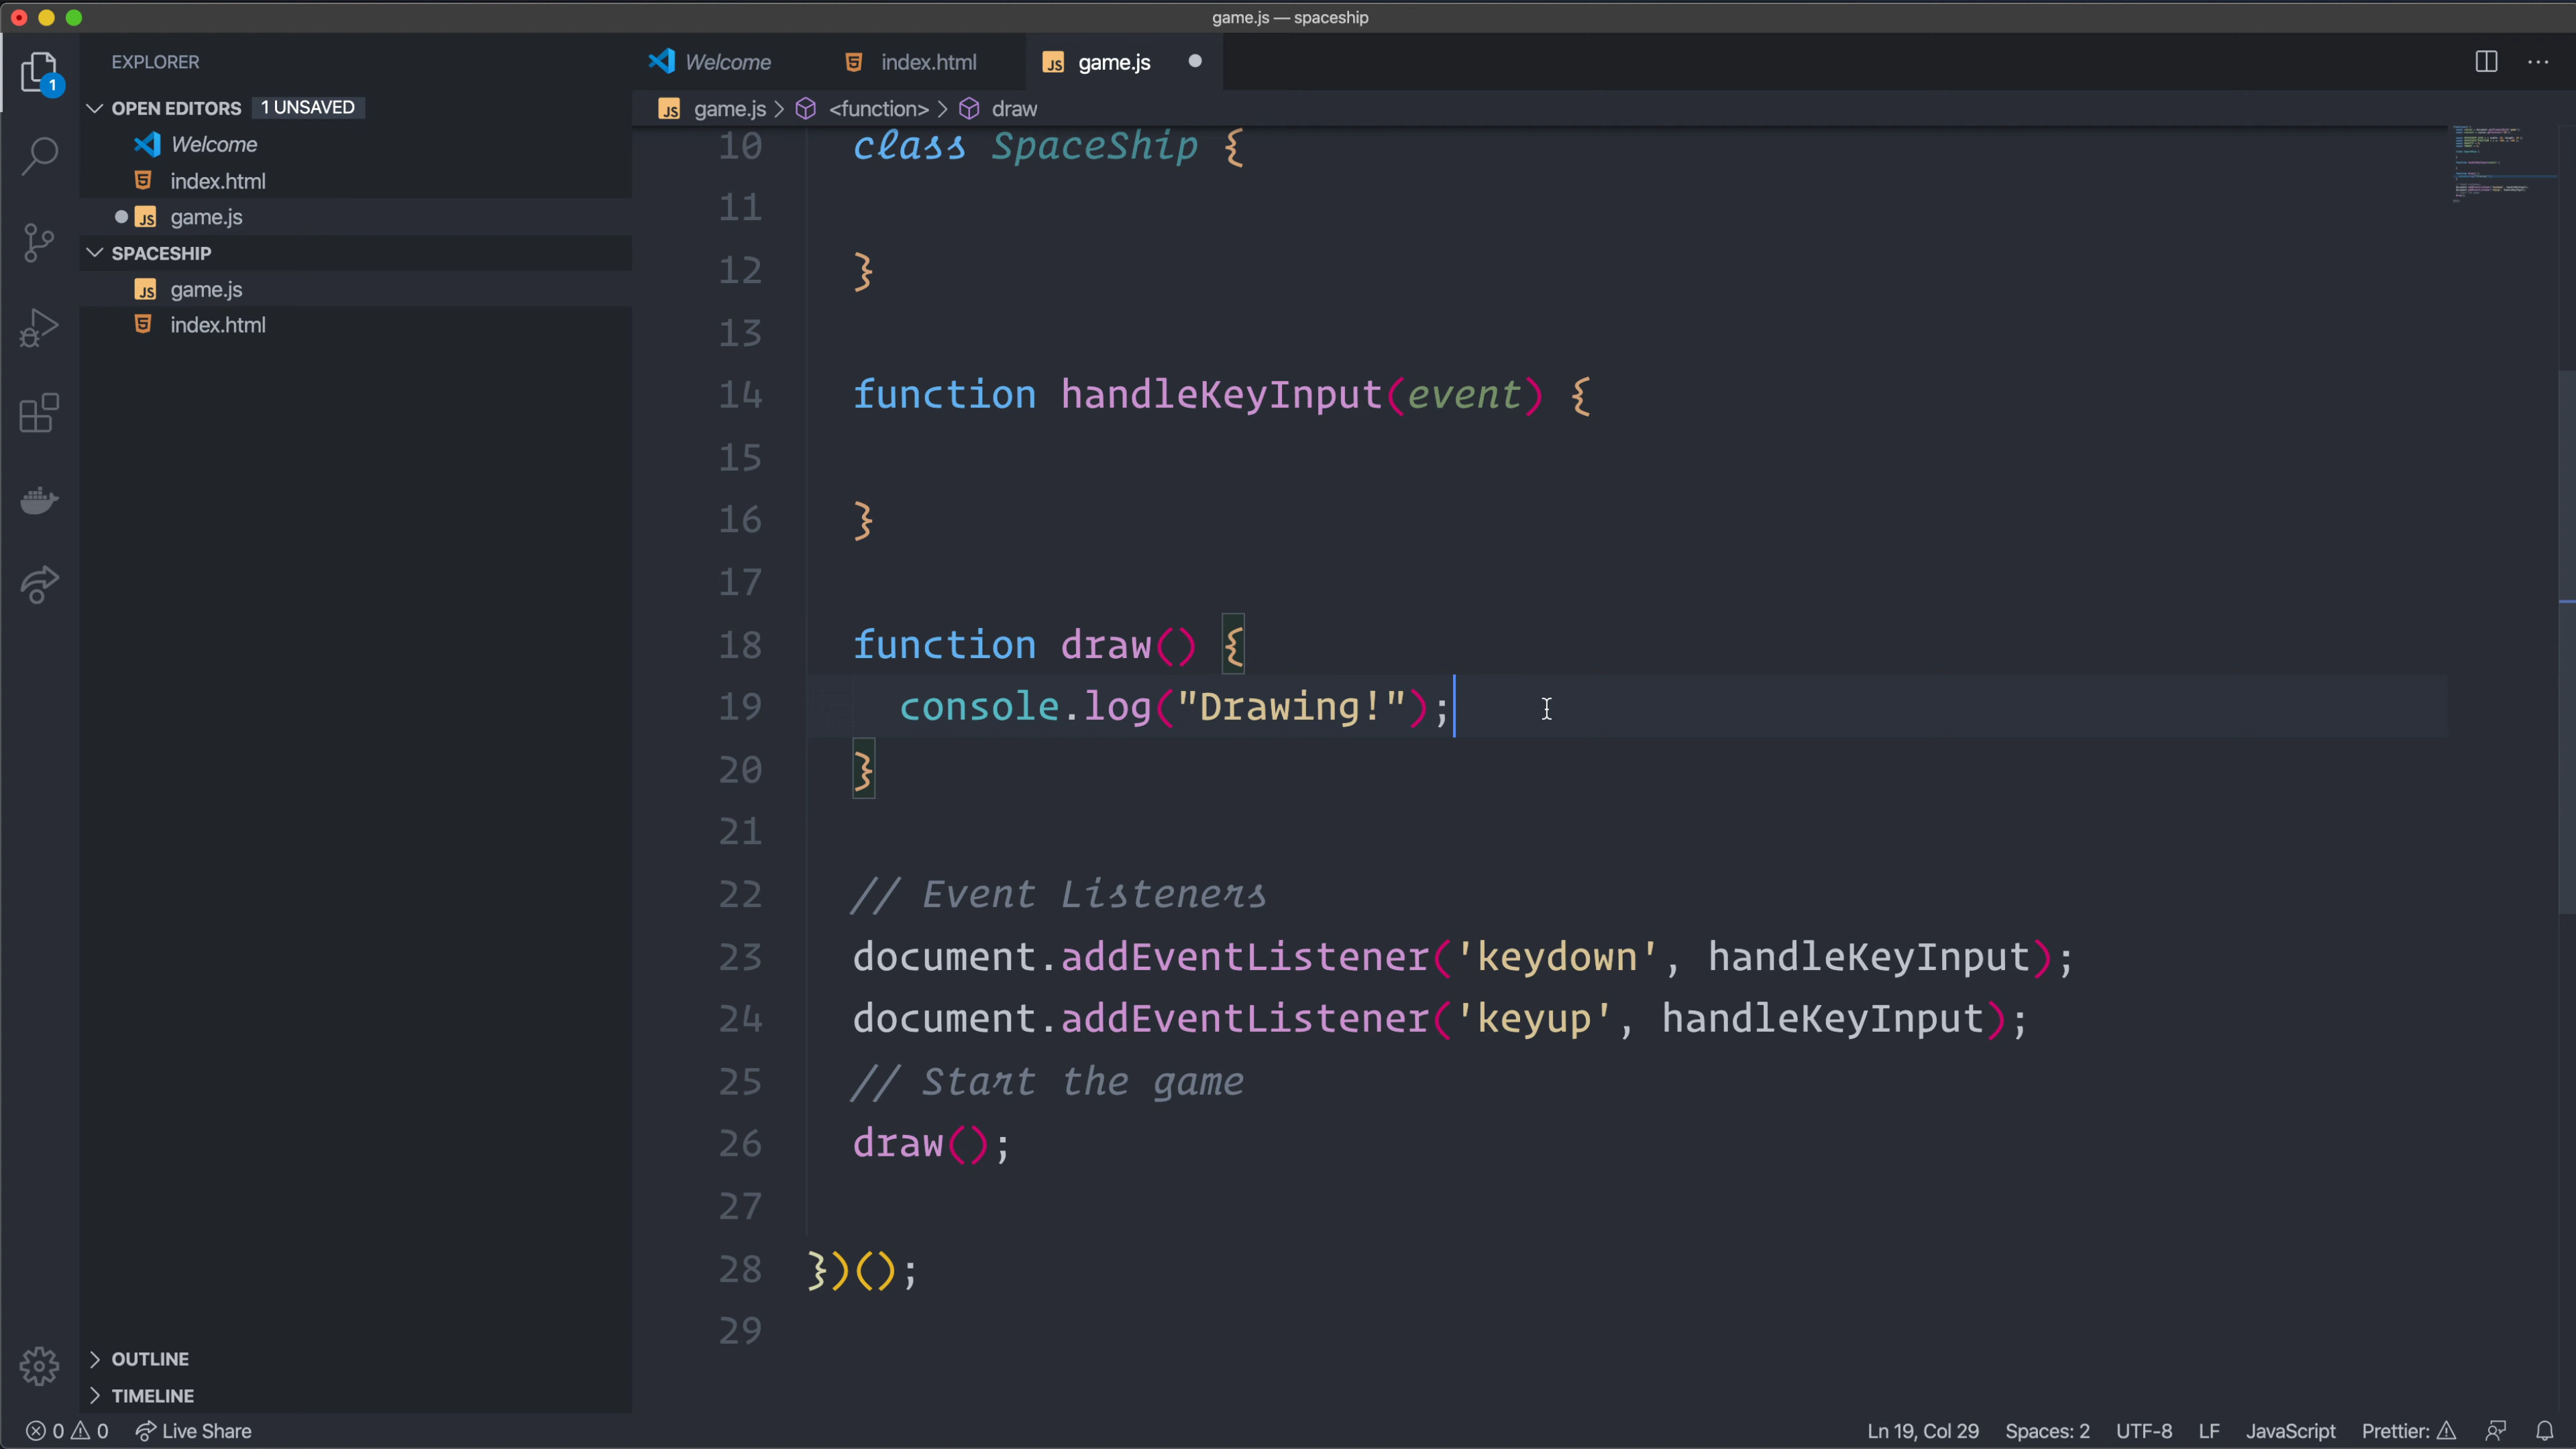 game.js — spaceship
EXPLORER
OPEN EDITORS 1 UNSAVED
Welcome
index.html
game.js
SPACESHIP
game.js
index.html
OUTLINE
TIMELINE
1
Welcome index.html JS game.js
JS game.js > <function> > draw
10 class SpaceShip {
11
12 }
13
14 function handleKeyInput(event) {
15
16 }
17
18 function draw() {
19 console.log("Drawing!");
20 }
21
22 // Event Listeners
23 document.addEventListener('keydown', handleKeyInput);
24 document.addEventListener('keyup', handleKeyInput);
25 // Start the game
26 draw();
27
28 })();
29
0 0 Live Share Ln 19, Col 29 Spaces: 2 UTF-8 LF JavaScript Prettier: